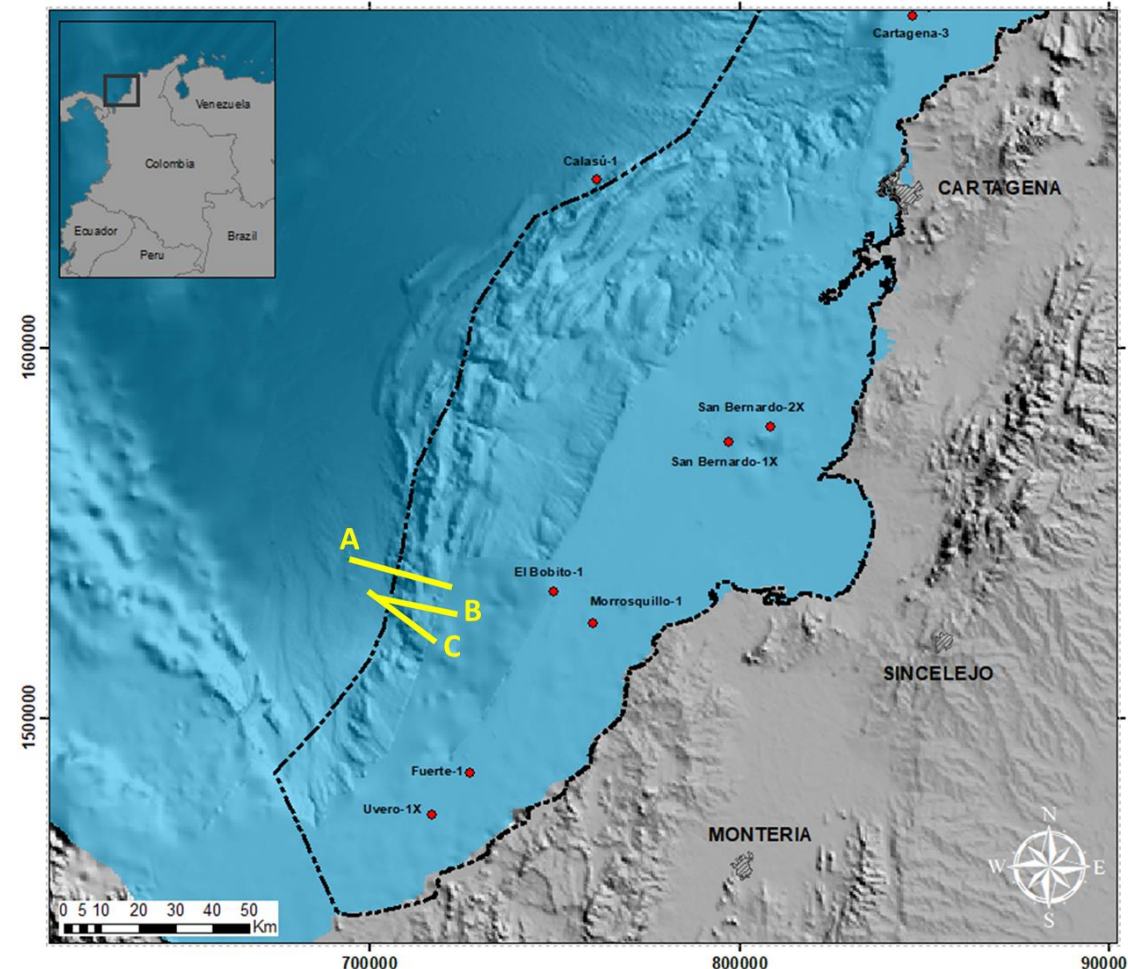 Cartagena-3
Venezuela
Colombia
Ecuador
Peru
Brazil
Calasú-1
CARTAGENA
1600000
San Bernardo-2X
San Bernardo-1X
A
El Bobito-1
B
Morrosquillo-1
C
SINCELEJO
1500000
Fuerte-1
Uvero-1X
MONTERIA
N
W E
S
0 5 10 20 30 40 50
Km
700000 800000 900000